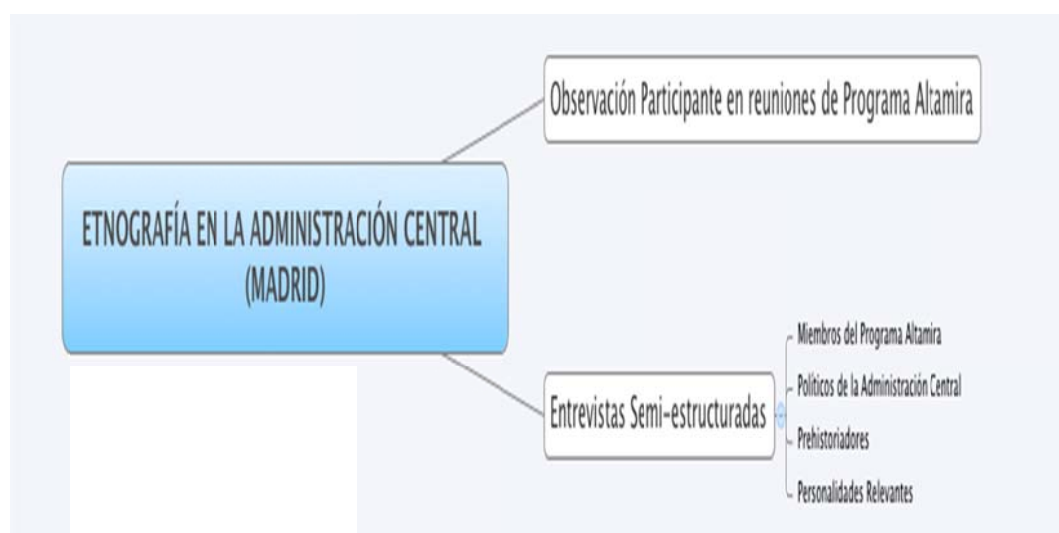 ETNOGRAFÍA EN LA ADMINISTRACIÓN CENTRAL
(MADRID)
Observación Participante en reuniones de Programa Altamira
Entrevistas Semi-estructuradas
Miembros del Programa Altamira
Políticos de la Administración Central
Prehistoriadores
Personalidades Relevantes